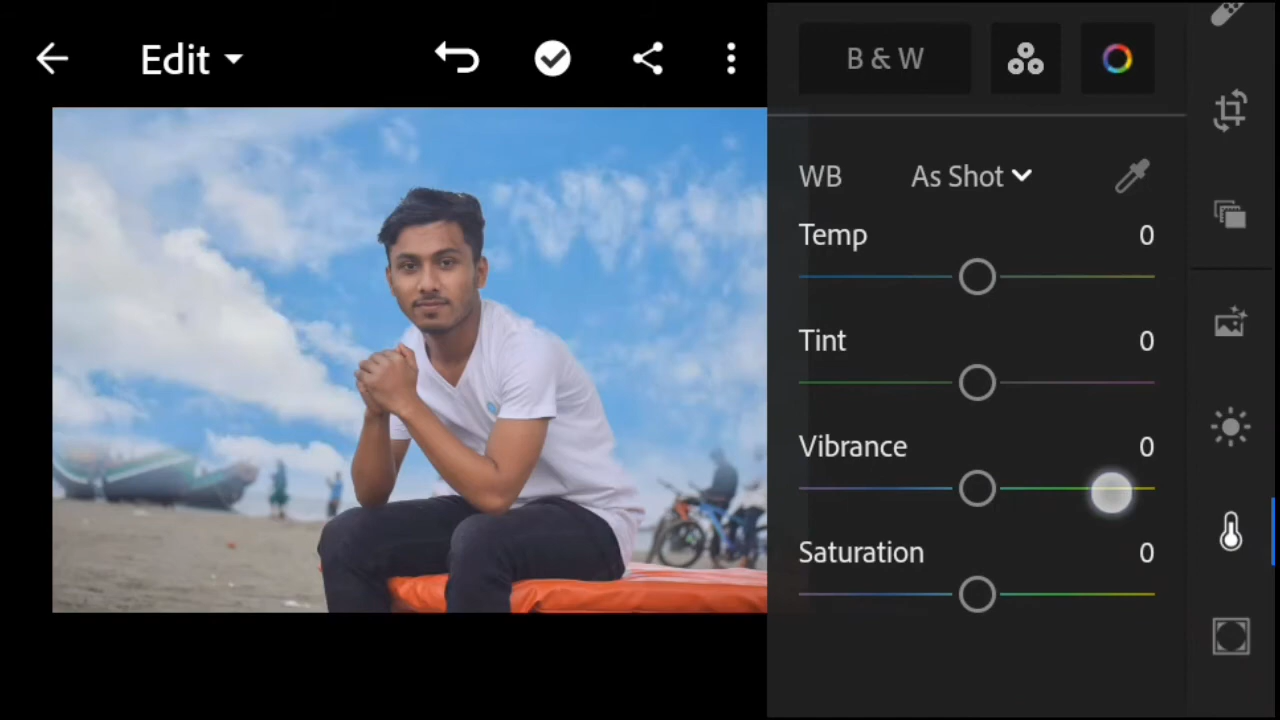 Edit
B & W
WB As Shot
Temp 0
Tint 0
Vibrance 0
Saturation 0